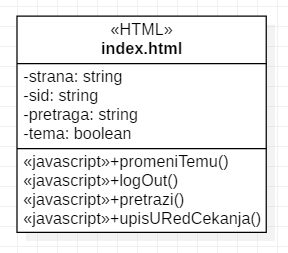 «HTML»
index.html
-strana: string
-sid: string
-pretraga: string
-tema: boolean
«javascript»+promeniTemu()
«javascript»+logOut()
«javascript»+pretrazi()
«javascript»+upisURedCekanja()